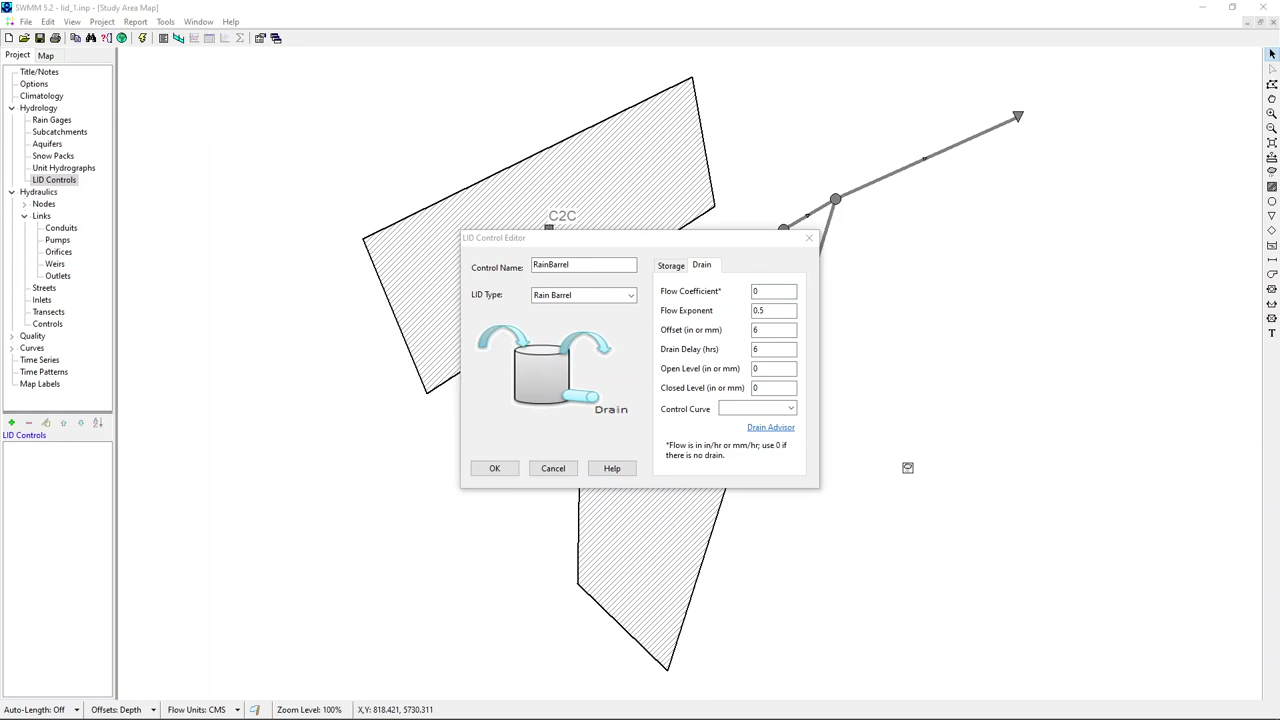 SWMM 5.2 - lid_1.inp - [Study Area Map]
File Edit View Project Report Tools Window Help
Project Map
Title/Notes
Options
Climatology
Hydrology
Rain Gages
Subcatchments
Aquifers
Snow Packs
Unit Hydrographs
LID Controls
Hydraulics
Nodes
Links
Conduits
Pumps
Orifices
Weirs
Outlets
Streets
Inlets
Transects
Controls
Quality
Curves
Time Series
Time Patterns
Map Labels
LID Controls
C2C
LID Control Editor
Control Name: RainBarrel
LID Type: Rain Barrel
Drain
OK Cancel Help
Storage Drain
Flow Coefficient* 0
Flow Exponent 0.5
Offset (in or mm) 6
Drain Delay (hrs) 6
Open Level (in or mm) 0
Closed Level (in or mm) 0
Control Curve
Drain Advisor
*Flow is in in/hr or mm/hr; use 0 if
there is no drain.
Auto-Length: Off Offsets: Depth Flow Units: CMS Zoom Level: 100% X,Y: 818.421, 5730.311